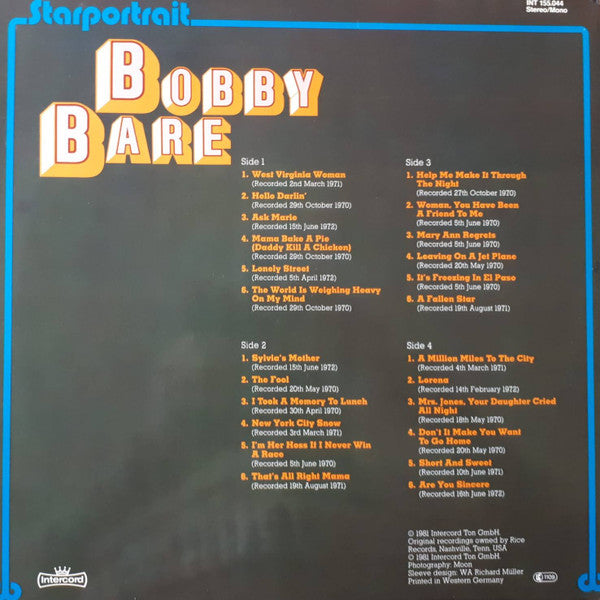 Starportrait
INT 155.044
Stereo/Mono
BOBBY
BARE
Side 1
1. West Virginia Woman
(Recorded 2nd March 1971)
2. Hello Darlin'
(Recorded 29th October 1970)
3. Ask Marie
(Recorded 15th June 1972)
4. Mama Bake A Pie
(Daddy Kill A Chicken)
(Recorded 29th October 1970)
5. Lonely Street
(Recorded 5th April 1972)
6. The World Is Weighing Heavy
On My Mind
(Recorded 29th October 1970)
Side 2
1. Sylvia's Mother
(Recorded 15th June 1972)
2. The Fool
(Recorded 20th May 1970)
3. I Took A Memory To Lunch
(Recorded 30th April 1970)
4. New York City Snow
(Recorded 3rd March 1971)
5. I'm Her Hoss If I Never Win
A Race
(Recorded 5th June 1970)
6. That's All Right Mama
(Recorded 19th August 1971)
Side 3
1. Help Me Make It Through
The Night
(Recorded 27th October 1970)
2. Woman, You Have Been
A Friend To Me
(Recorded 5th June 1970)
3. Mary Ann Regrets
(Recorded 5th June 1970)
4. Leaving On A Jet Plane
(Recorded 20th May 1970)
5. It's Freezing In El Paso
(Recorded 5th June 1970)
6. A Fallen Star
(Recorded 19th August 1971)
Side 4
1. A Million Miles To The City
(Recorded 4th March 1971)
2. Lorena
(Recorded 14th February 1972)
3. Mrs. Jones, Your Daughter Cried
All Night
(Recorded 18th May 1970)
4. Don't It Make You Want
To Go Home
(Recorded 20th May 1970)
5. Short And Sweet
(Recorded 10th June 1971)
6. Are You Sincere
(Recorded 16th June 1972)
℗ 1981 Intercord Ton GmbH.
Original recordings owned by Rice
Records, Nashville, Tenn. USA
© 1981 Intercord Ton GmbH.
Photography: Moon
Sleeve design: WA Richard Müller
Printed in Western Germany
Intercord
1109